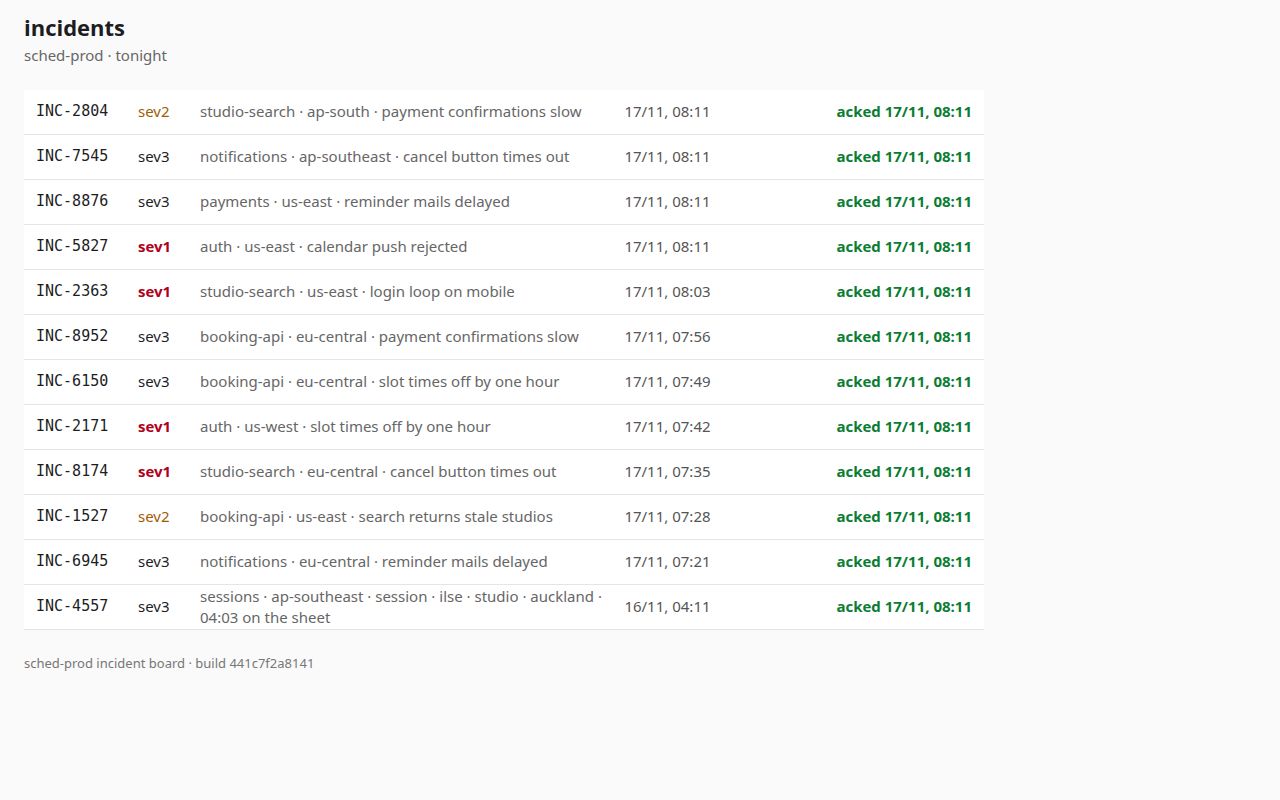 incidents
sched-prod · tonight
INC-2804 sev2 studio-search · ap-south · payment confirmations slow 17/11, 08:11 acked 17/11, 08:11
INC-7545 sev3 notifications · ap-southeast · cancel button times out 17/11, 08:11 acked 17/11, 08:11
INC-8876 sev3 payments · us-east · reminder mails delayed 17/11, 08:11 acked 17/11, 08:11
INC-5827 sev1 auth · us-east · calendar push rejected 17/11, 08:11 acked 17/11, 08:11
INC-2363 sev1 studio-search · us-east · login loop on mobile 17/11, 08:03 acked 17/11, 08:11
INC-8952 sev3 booking-api · eu-central · payment confirmations slow 17/11, 07:56 acked 17/11, 08:11
INC-6150 sev3 booking-api · eu-central · slot times off by one hour 17/11, 07:49 acked 17/11, 08:11
INC-2171 sev1 auth · us-west · slot times off by one hour 17/11, 07:42 acked 17/11, 08:11
INC-8174 sev1 studio-search · eu-central · cancel button times out 17/11, 07:35 acked 17/11, 08:11
INC-1527 sev2 booking-api · us-east · search returns stale studios 17/11, 07:28 acked 17/11, 08:11
INC-6945 sev3 notifications · eu-central · reminder mails delayed 17/11, 07:21 acked 17/11, 08:11
INC-4557 sev3 sessions · ap-southeast · session · ilse · studio · auckland · 16/11, 04:11 acked 17/11, 08:11
04:03 on the sheet
sched-prod incident board · build 441c7f2a8141